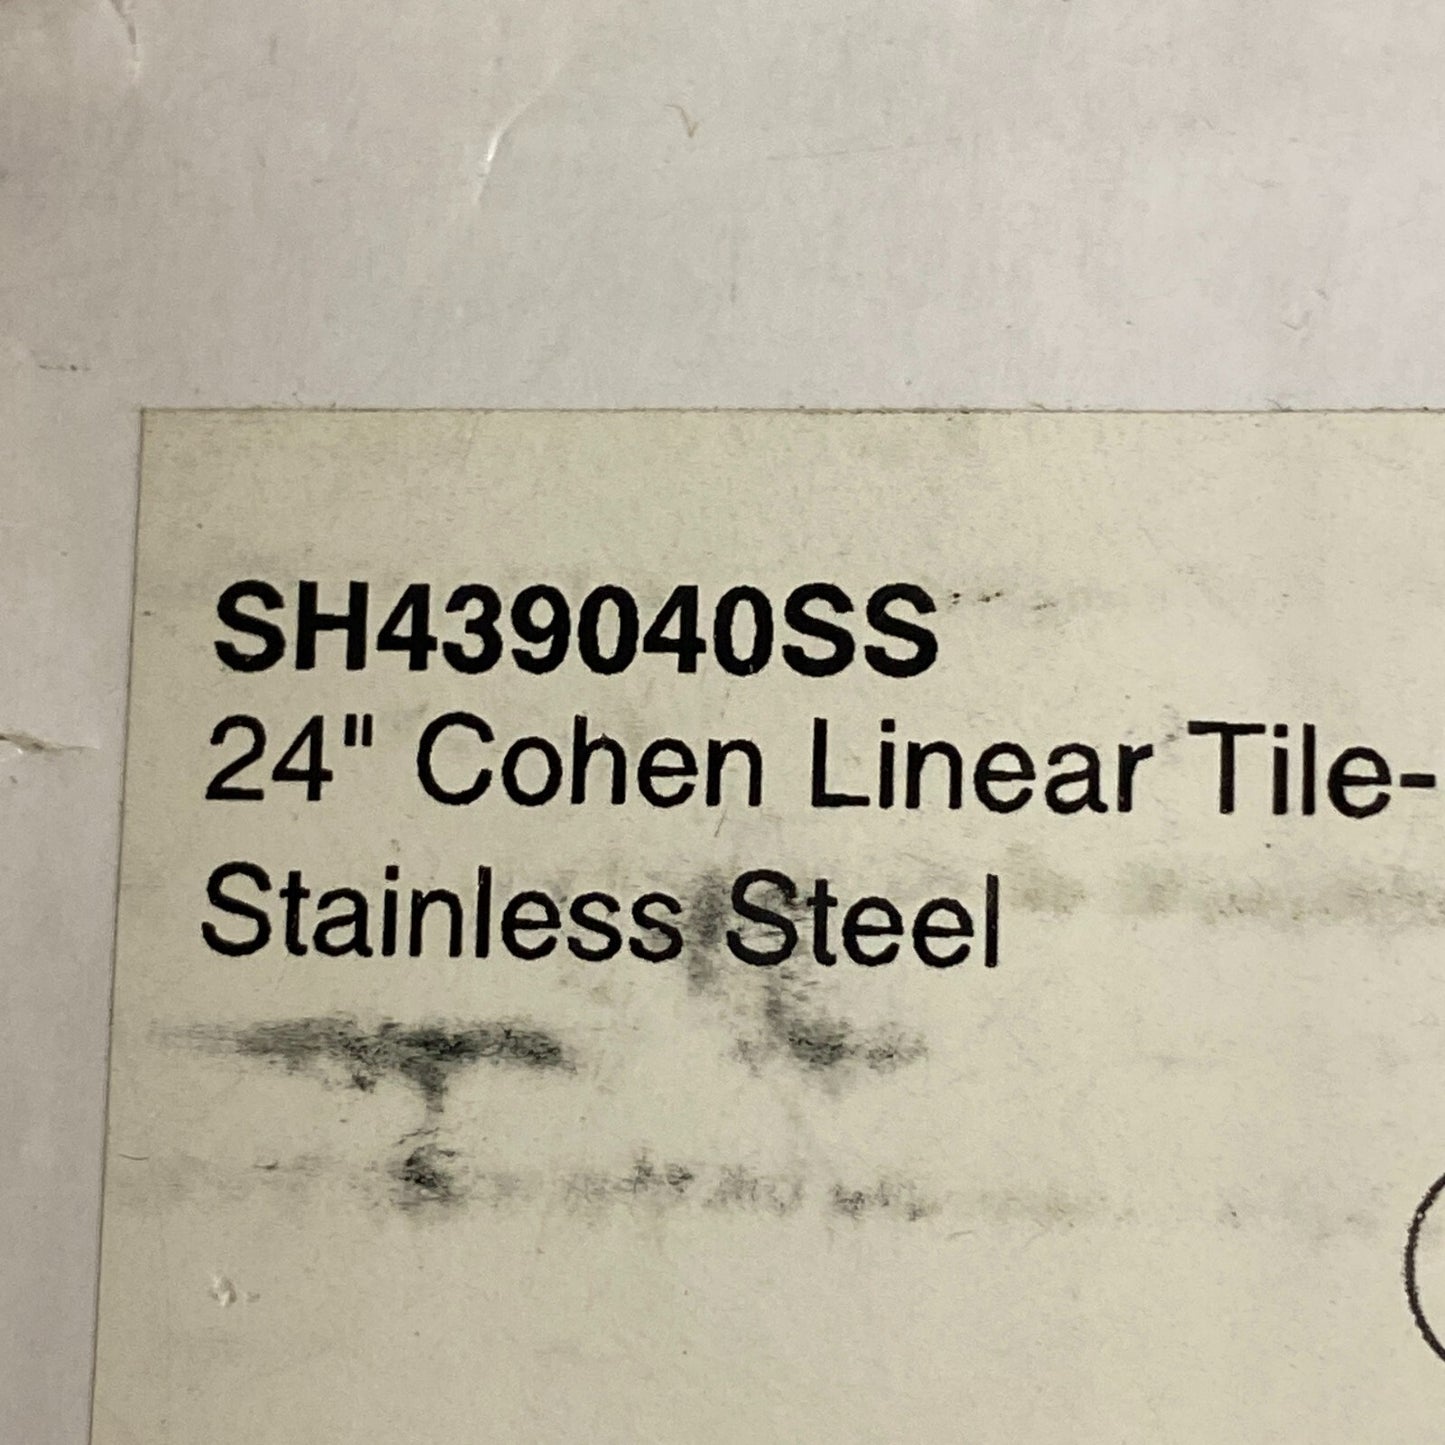 SH439040SS
24" Cohen Linear Tile-
Stainless Steel